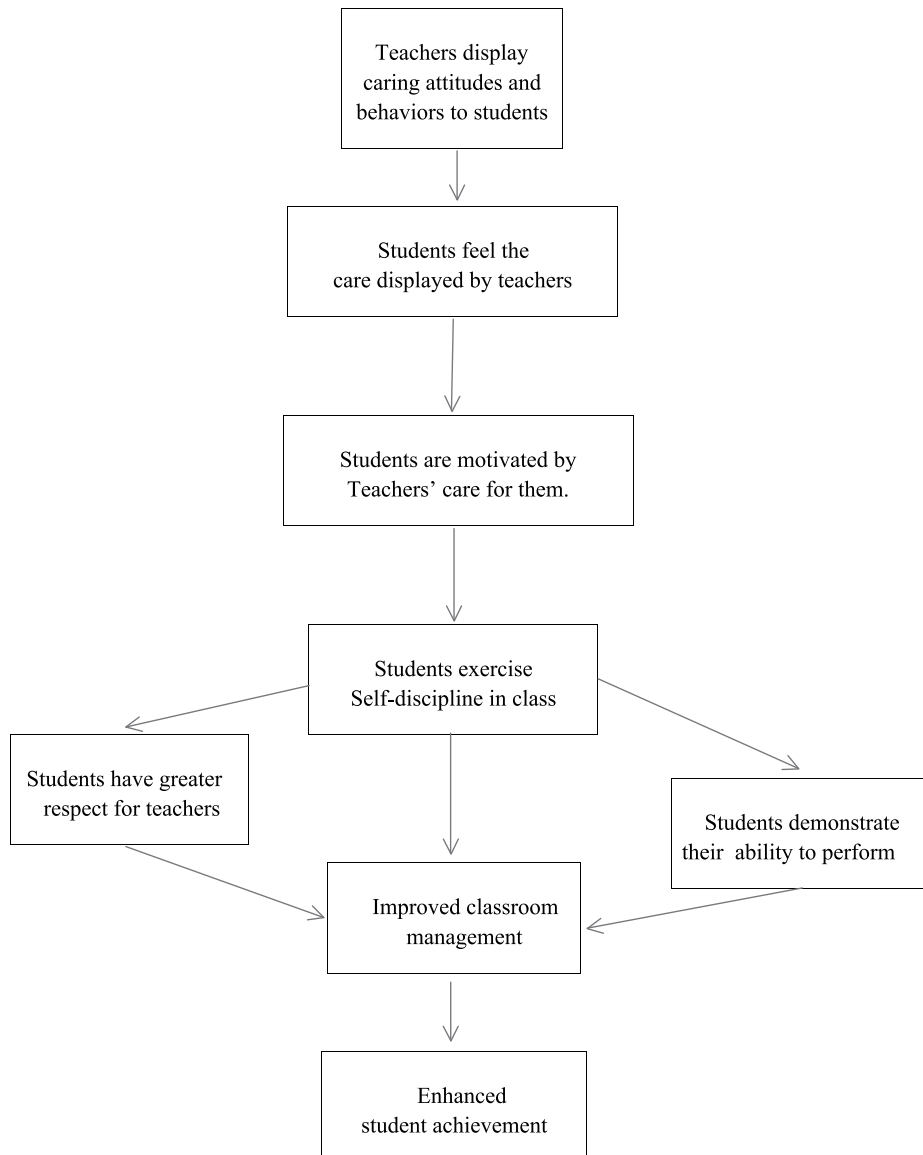 Teachers display
caring attitudes and
behaviors to students
Students feel the
care displayed by teachers
Students are motivated by
Teachers’ care for them.
Students exercise
Self-discipline in class
Students have greater
respect for teachers
Students demonstrate
their ability to perform
Improved classroom
management
Enhanced
student achievement